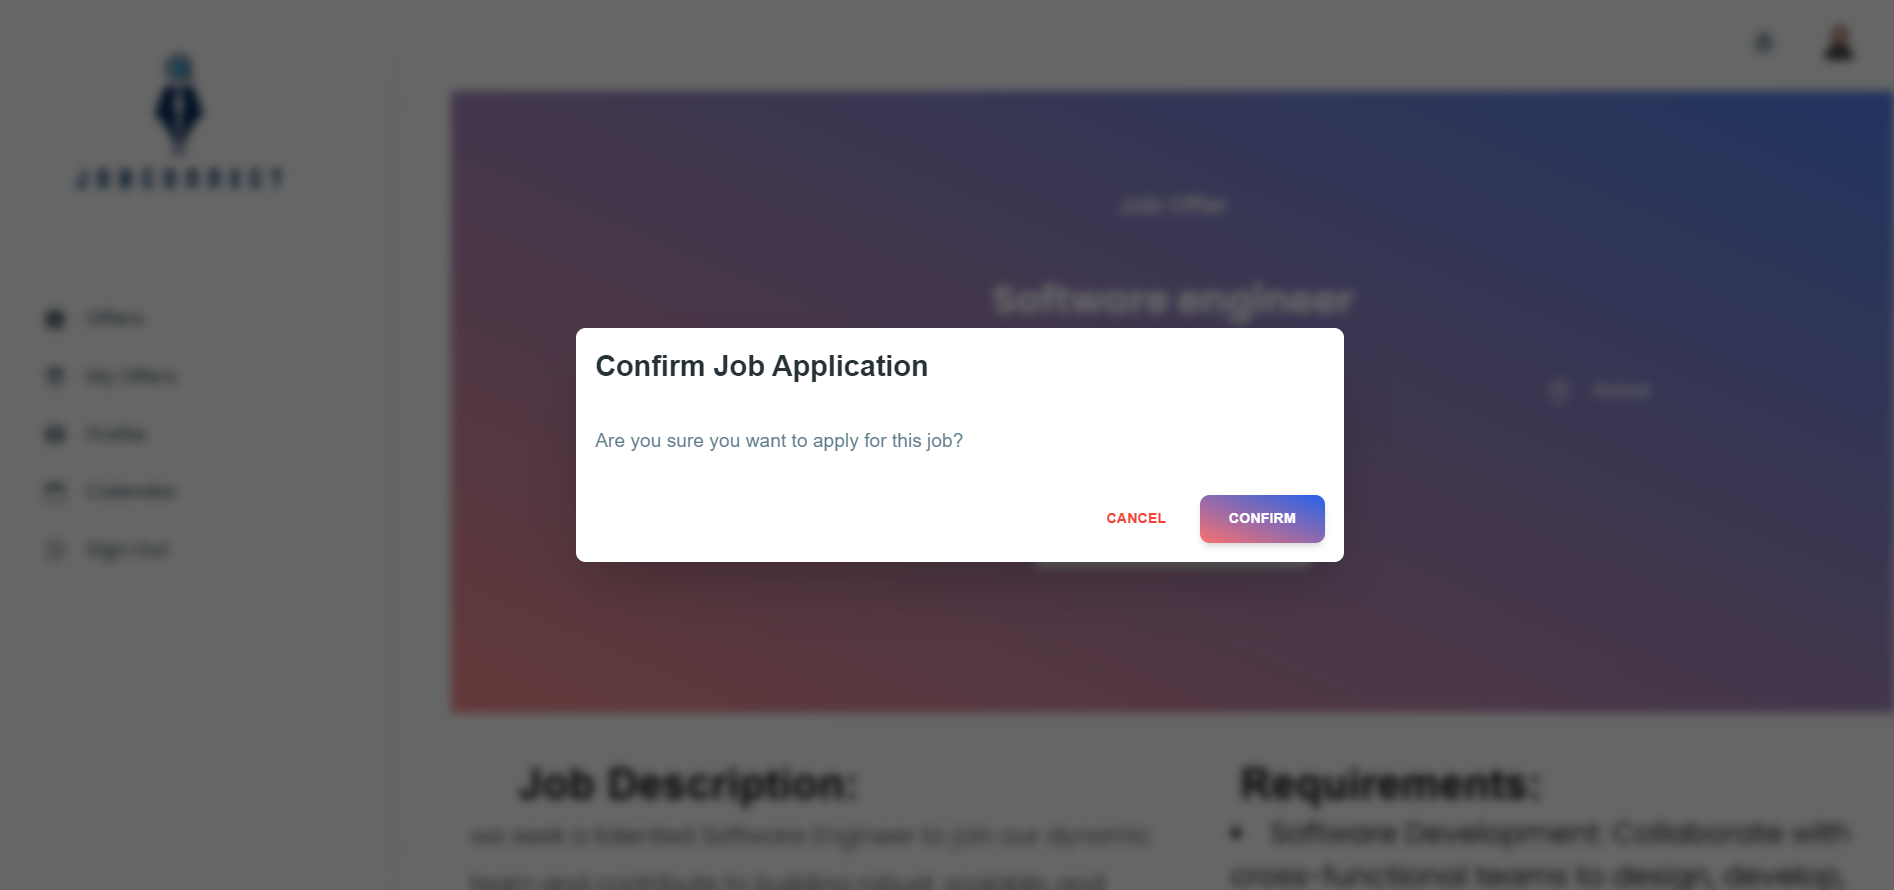 JOBCORRECT
Job Offer
Software engineer
Offers
My Offers
Profile
Calendar
Sign Out
Confirm Job Application
Are you sure you want to apply for this job?
CANCEL
CONFIRM
Job Description:
we seek a talented Software Engineer to join our dynamic
team and contribute to building robust, scalable, and
Requirements:
• Software Development: Collaborate with
cross-functional teams to design, develop,